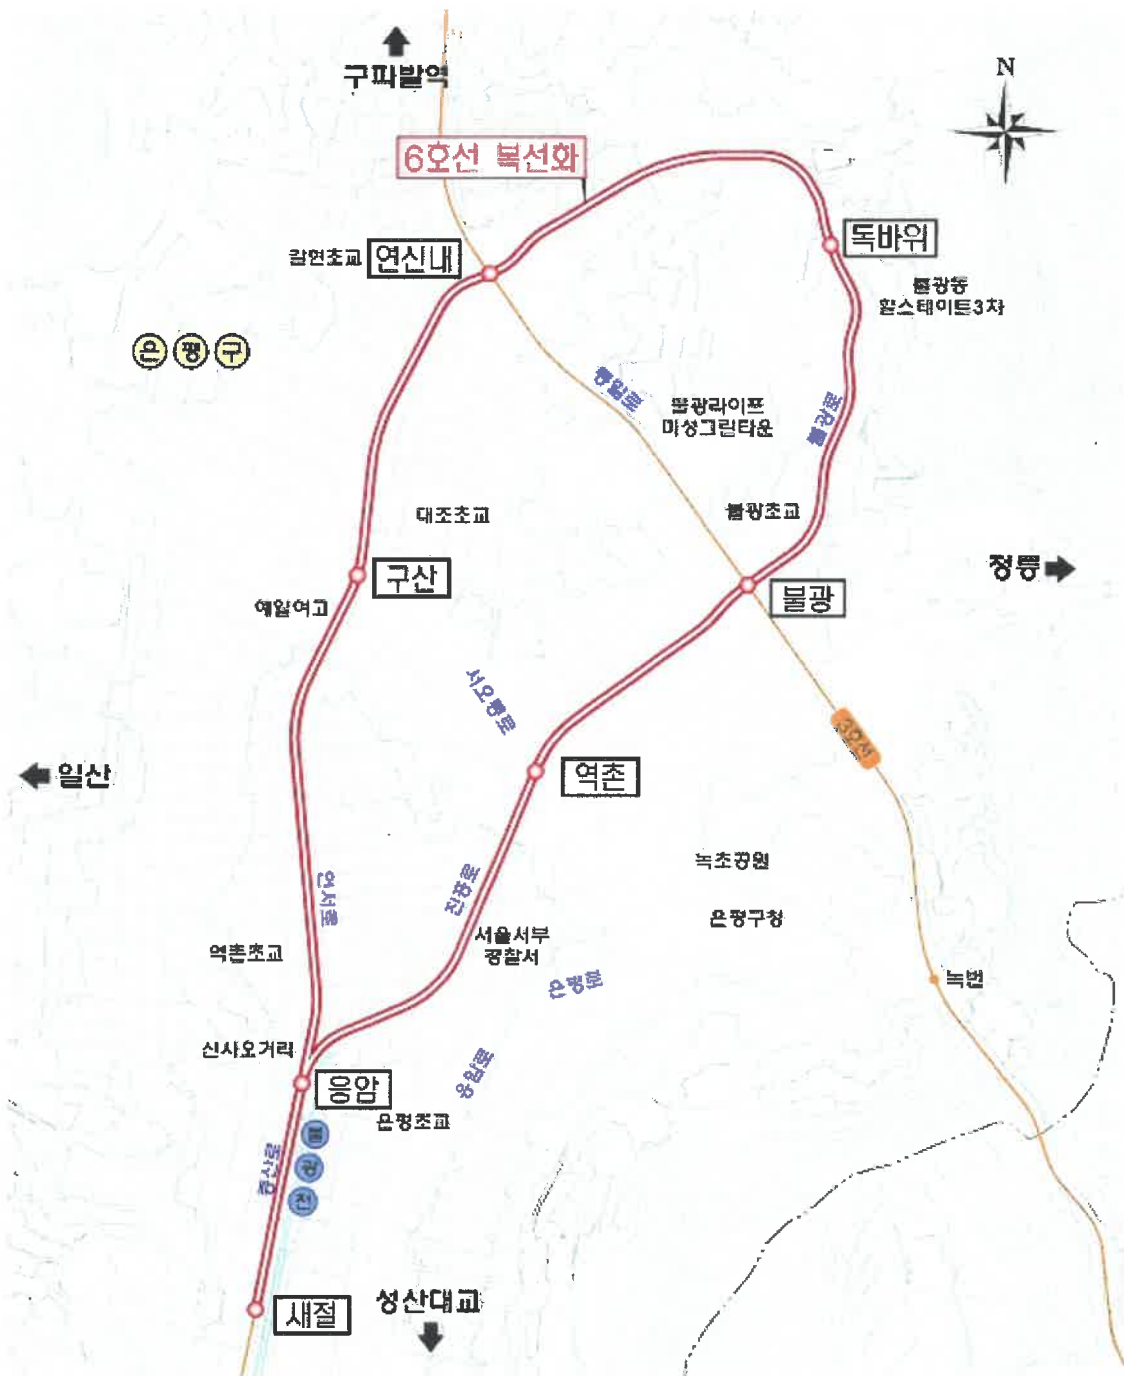 구파발역
N
6호선 복선화
독바위
갈현초교
연신내
불광동
힐스테이트3차
은평구
통일로
불광라이프
미성그린타운
불광로
대조초교
불광초교
정릉
구산
불광
예일여고
서오릉로
3호선
일산
역촌
녹초공원
연서로
진흥로
은평구청
서울서부
경찰서
역촌초교
녹번
은평로
신사오거리
응암로
응암
은평초교
불광천
증산로
새절
성산대교